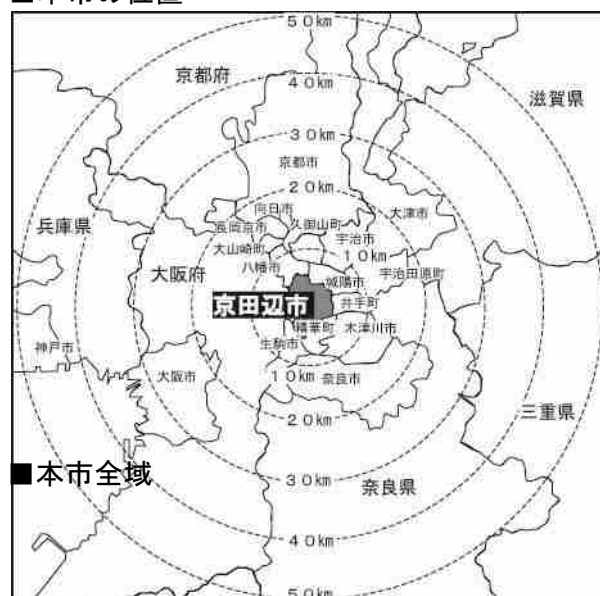 ■本市の位置
50km
40km
京都府
滋賀県
30km
京都市
20km
向日市
大津市
兵庫県
長岡京市
久御山町
宇治市
大山崎町
10km
大阪府
八幡市
宇治田原町
城陽市
京田辺市
井手町
精華町
木津川市
神戸市
生駒市
大阪市
10km
奈良市
20km
三重県
■本市全域
30km
奈良県
40km
50km